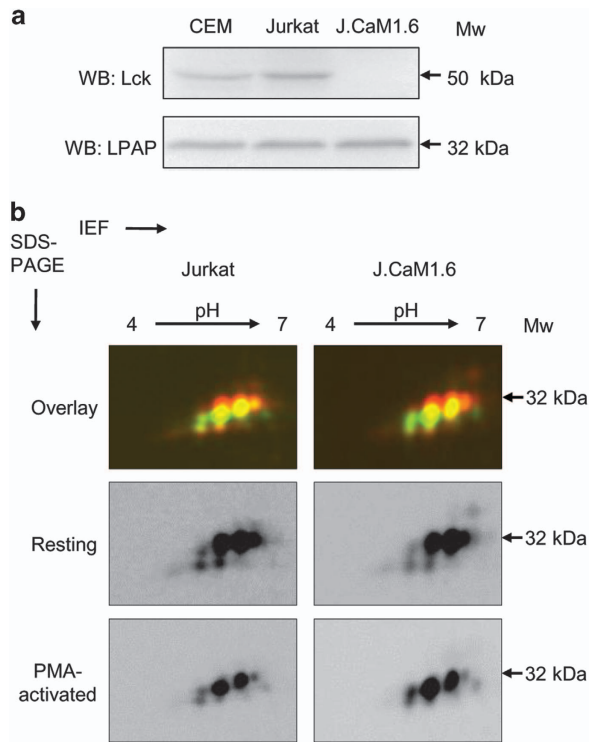 a
CEM Jurkat J.CaM1.6 Mw
WB: Lck 50 kDa
WB: LPAP 32 kDa
b
IEF
SDS-
PAGE
Jurkat J.CaM1.6
4 pH 7 4 pH 7 Mw
Overlay 32 kDa
Resting 32 kDa
PMA-
activated 32 kDa